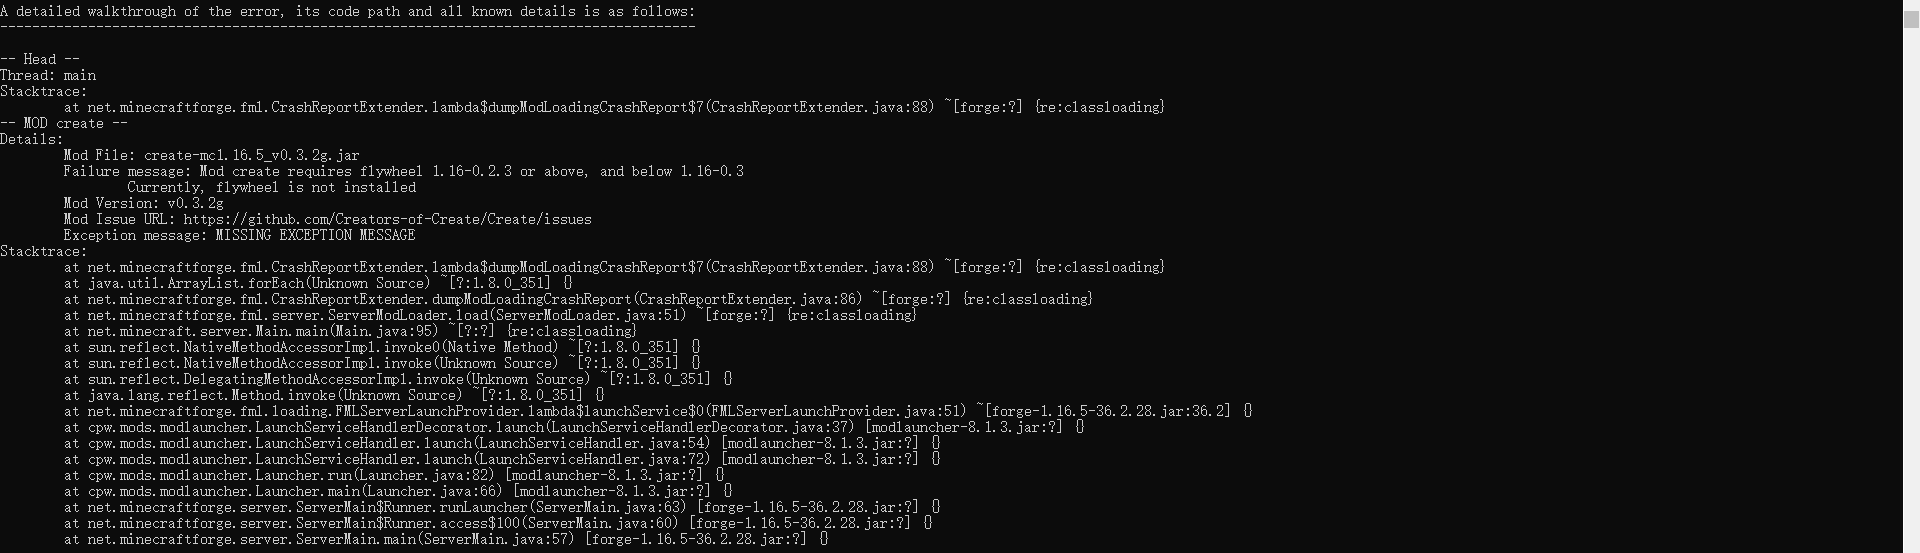 A detailed walkthrough of the error, its code path and all known details is as follows:
---------------------------------------------------------------------------------------
-- Head --
Thread: main
Stacktrace:
at net.minecraftforge.fml.CrashReportExtender.lambda$dumpModLoadingCrashReport$7(CrashReportExtender.java:88) ~[forge:?] {re:classloading}
-- MOD create --
Details:
Mod File: create-mc1.16.5_v0.3.2g.jar
Failure message: Mod create requires flywheel 1.16-0.2.3 or above, and below 1.16-0.3
Currently, flywheel is not installed
Mod Version: v0.3.2g
Mod Issue URL: https://github.com/Creators-of-Create/Create/issues
Exception message: MISSING EXCEPTION MESSAGE
Stacktrace:
at net.minecraftforge.fml.CrashReportExtender.lambda$dumpModLoadingCrashReport$7(CrashReportExtender.java:88) ~[forge:?] {re:classloading}
at java.util.ArrayList.forEach(Unknown Source) ~[?:1.8.0_351] {}
at net.minecraftforge.fml.CrashReportExtender.dumpModLoadingCrashReport(CrashReportExtender.java:86) ~[forge:?] {re:classloading}
at net.minecraftforge.fml.server.ServerModLoader.load(ServerModLoader.java:51) ~[forge:?] {re:classloading}
at net.minecraft.server.Main.main(Main.java:95) ~[?:?] {re:classloading}
at sun.reflect.NativeMethodAccessorImpl.invoke0(Native Method) ~[?:1.8.0_351] {}
at sun.reflect.NativeMethodAccessorImpl.invoke(Unknown Source) ~[?:1.8.0_351] {}
at sun.reflect.DelegatingMethodAccessorImpl.invoke(Unknown Source) ~[?:1.8.0_351] {}
at java.lang.reflect.Method.invoke(Unknown Source) ~[?:1.8.0_351] {}
at net.minecraftforge.fml.loading.FMLServerLaunchProvider.lambda$launchService$0(FMLServerLaunchProvider.java:51) ~[forge-1.16.5-36.2.28.jar:36.2] {}
at cpw.mods.modlauncher.LaunchServiceHandlerDecorator.launch(LaunchServiceHandlerDecorator.java:37) [modlauncher-8.1.3.jar:?] {}
at cpw.mods.modlauncher.LaunchServiceHandler.launch(LaunchServiceHandler.java:54) [modlauncher-8.1.3.jar:?] {}
at cpw.mods.modlauncher.LaunchServiceHandler.launch(LaunchServiceHandler.java:72) [modlauncher-8.1.3.jar:?] {}
at cpw.mods.modlauncher.Launcher.run(Launcher.java:82) [modlauncher-8.1.3.jar:?] {}
at cpw.mods.modlauncher.Launcher.main(Launcher.java:66) [modlauncher-8.1.3.jar:?] {}
at net.minecraftforge.server.ServerMain$Runner.runLauncher(ServerMain.java:63) [forge-1.16.5-36.2.28.jar:?] {}
at net.minecraftforge.server.ServerMain$Runner.access$100(ServerMain.java:60) [forge-1.16.5-36.2.28.jar:?] {}
at net.minecraftforge.server.ServerMain.main(ServerMain.java:57) [forge-1.16.5-36.2.28.jar:?] {}